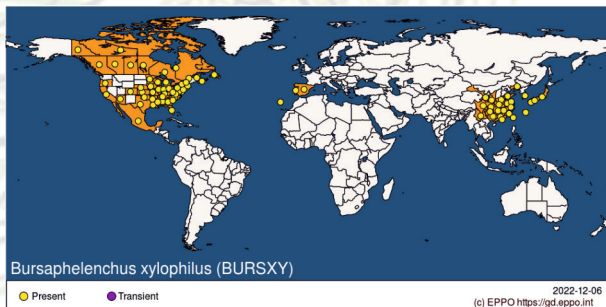 Bursaphelenchus xylophilus (BURSXY)
Present
Transient
2022-12-06
(c) EPPO https://gd.eppo.int